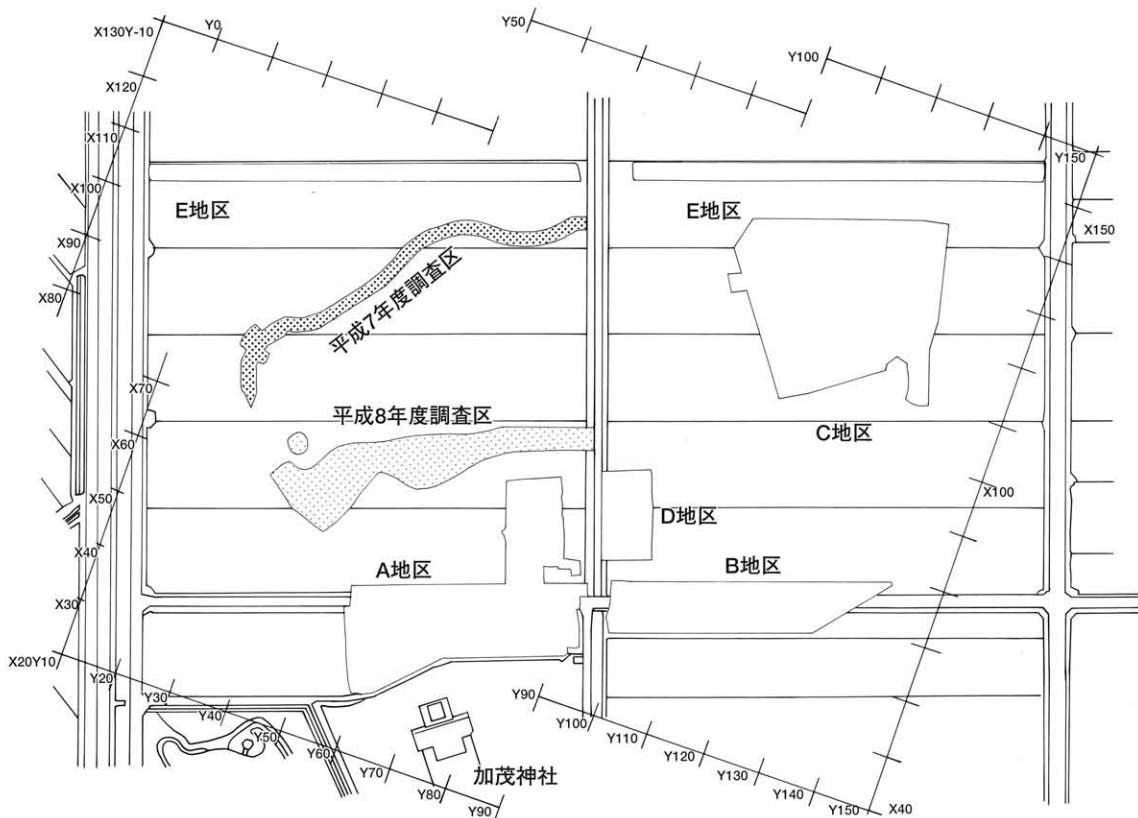 X130Y-10
Y0
Y50
Y100
X120
X110
Y150
X100
E地区
E地区
X150
X90
平成7年度調査区
X80
X70
平成8年度調査区
X60
C地区
X50
X100
D地区
X40
A地区
B地区
X30
X20Y10
Y20
Y30
Y40
Y50
Y60
Y70
Y80
Y90
加茂神社
Y90
Y100
Y110
Y120
Y130
Y140
Y150
X40